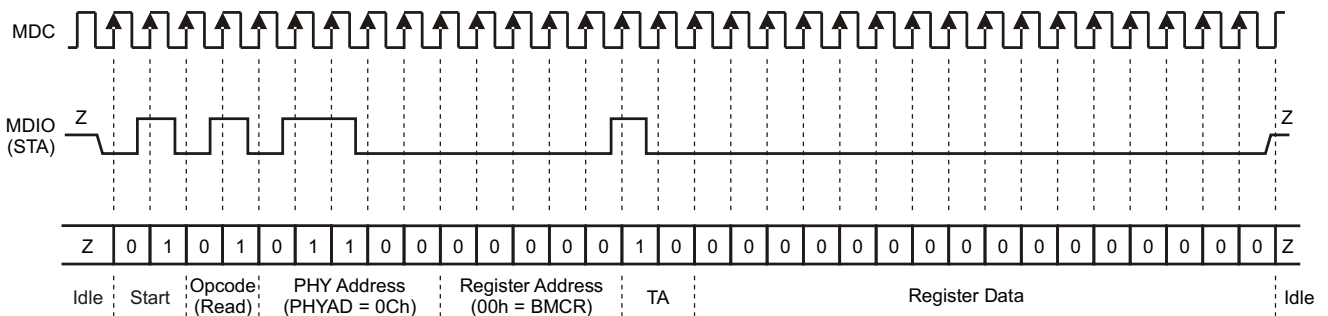 MDC
Z Z
MDIO
(STA)
Z 0 1 0 1 0 1 1 0 0 0 0 0 0 0 1 0 0 0 0 0 0 0 0 0 0 0 0 0 0 0 0 0 Z
Idle Start Opcode (Read) PHY Address (PHYAD = 0Ch) Register Address (00h = BMCR) TA Register Data Idle